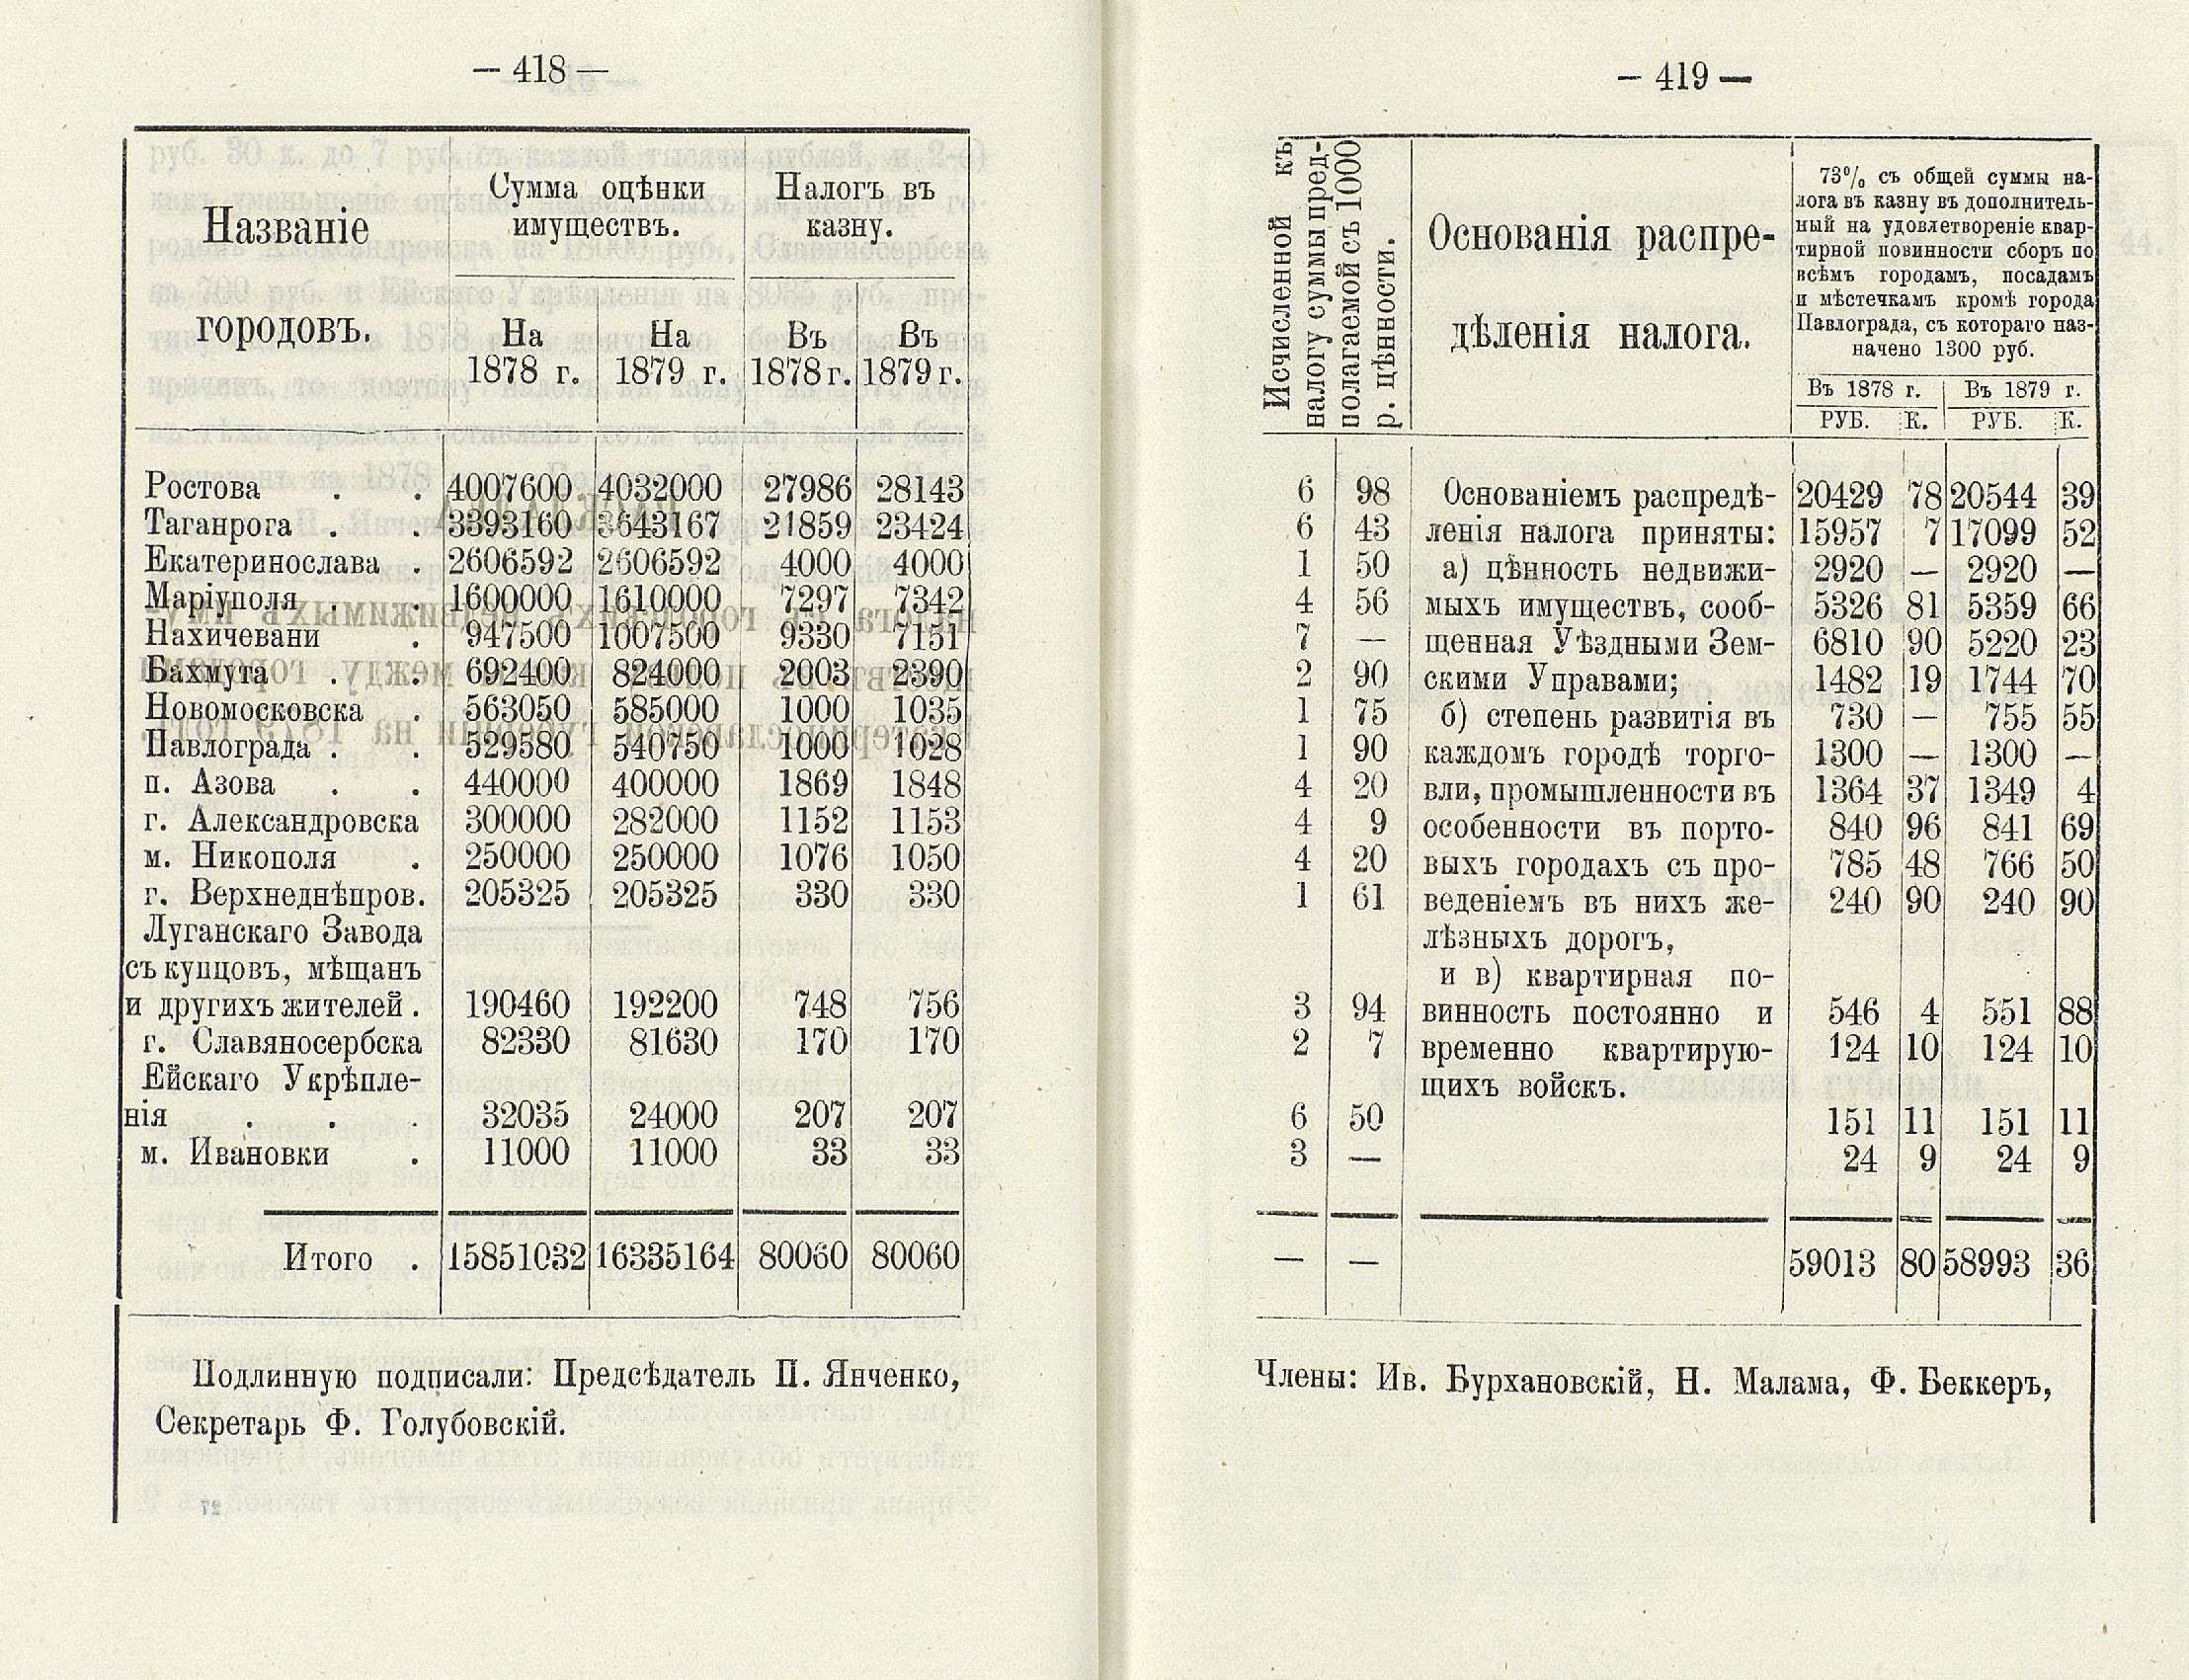 — 418 —
Названіе
городовъ.
Сумма оцѣнки
имуществъ.
Налогъ въ
казну.
На
1878 г.
На
1879 г.
Въ
1878 г.
Въ
1879 г.
Ростова . . 4007600 4032000 27986 28143
Таганрога . . 3393160 3643167 21859 23424
Екатеринослава . 2606592 2606592 4000 4000
Маріуполя . . 1600000 1610000 7297 7342
Нахичевани . 947500 1007500 9330 7151
Бахмута . . 692400 824000 2003 2390
Новомосковска . 563050 585000 1000 1035
Павлограда . . 529580 540750 1000 1028
п. Азова . . 440000 400000 1869 1848
г. Александровска 300000 282000 1152 1153
м. Никополя . 250000 250000 1076 1050
г. Верхнеднѣпров. 205325 205325 330 330
Луганскаго Завода
съ купцовъ, мѣщанъ
и другихъ жителей . 190460 192200 748 756
г. Славяносербска 82330 81630 170 170
Ейскаго Укрѣпле-
нія . . . 32035 24000 207 207
м. Ивановки . 11000 11000 33 33
Итого . 15851032 16335164 80060 80060
Подлинную подписали: Предсѣдатель П. Янченко,
Секретарь Ф. Голубовскій.
— 419 —
Исчисленной къ
налогу суммы пред-
полагаемой съ 1000
р. цѣнности.
Основанія распре-
дѣленія налога.
73% съ общей суммы на-
лога въ казну въ дополнитель-
ный на удовлетвореніе квар-
тирной повинности сборъ по
всѣмъ городамъ, посадамъ
и мѣстечкамъ кромѣ города
Павлограда, съ котораго наз-
начено 1300 руб.
Въ 1878 г. Въ 1879 г.
РУБ. К. РУБ. К.
6 98 Основаніемъ распредѣ- 20429 78 20544 39
6 43 ленія налога приняты: 15957 7 17099 52
1 50 а) цѣнность недвижи- 2920 — 2920 —
4 56 мыхъ имуществъ, сооб- 5326 81 5359 66
7 — щенная Уѣздными Зем- 6810 90 5220 23
2 90 скими Управами; 1482 19 1744 70
1 75 б) степень развитія въ 730 — 755 55
1 90 каждомъ городѣ торго- 1300 — 1300 —
4 20 вли, промышленности въ 1364 37 1349 4
4 9 особенности въ порто- 840 96 841 69
4 20 выхъ городахъ съ про- 785 48 766 50
1 61 веденіемъ въ нихъ же- 240 90 240 90
лѣзныхъ дорогъ,
и в) квартирная по-
3 94 винность постоянно и 546 4 551 88
2 7 временно квартирую- 124 10 124 10
щихъ войскъ.
6 50 151 11 151 11
3 — 24 9 24 9
— — 59013 80 58993 36
Члены: Ив. Бурхановскій, Н. Малама, Ф. Беккеръ,